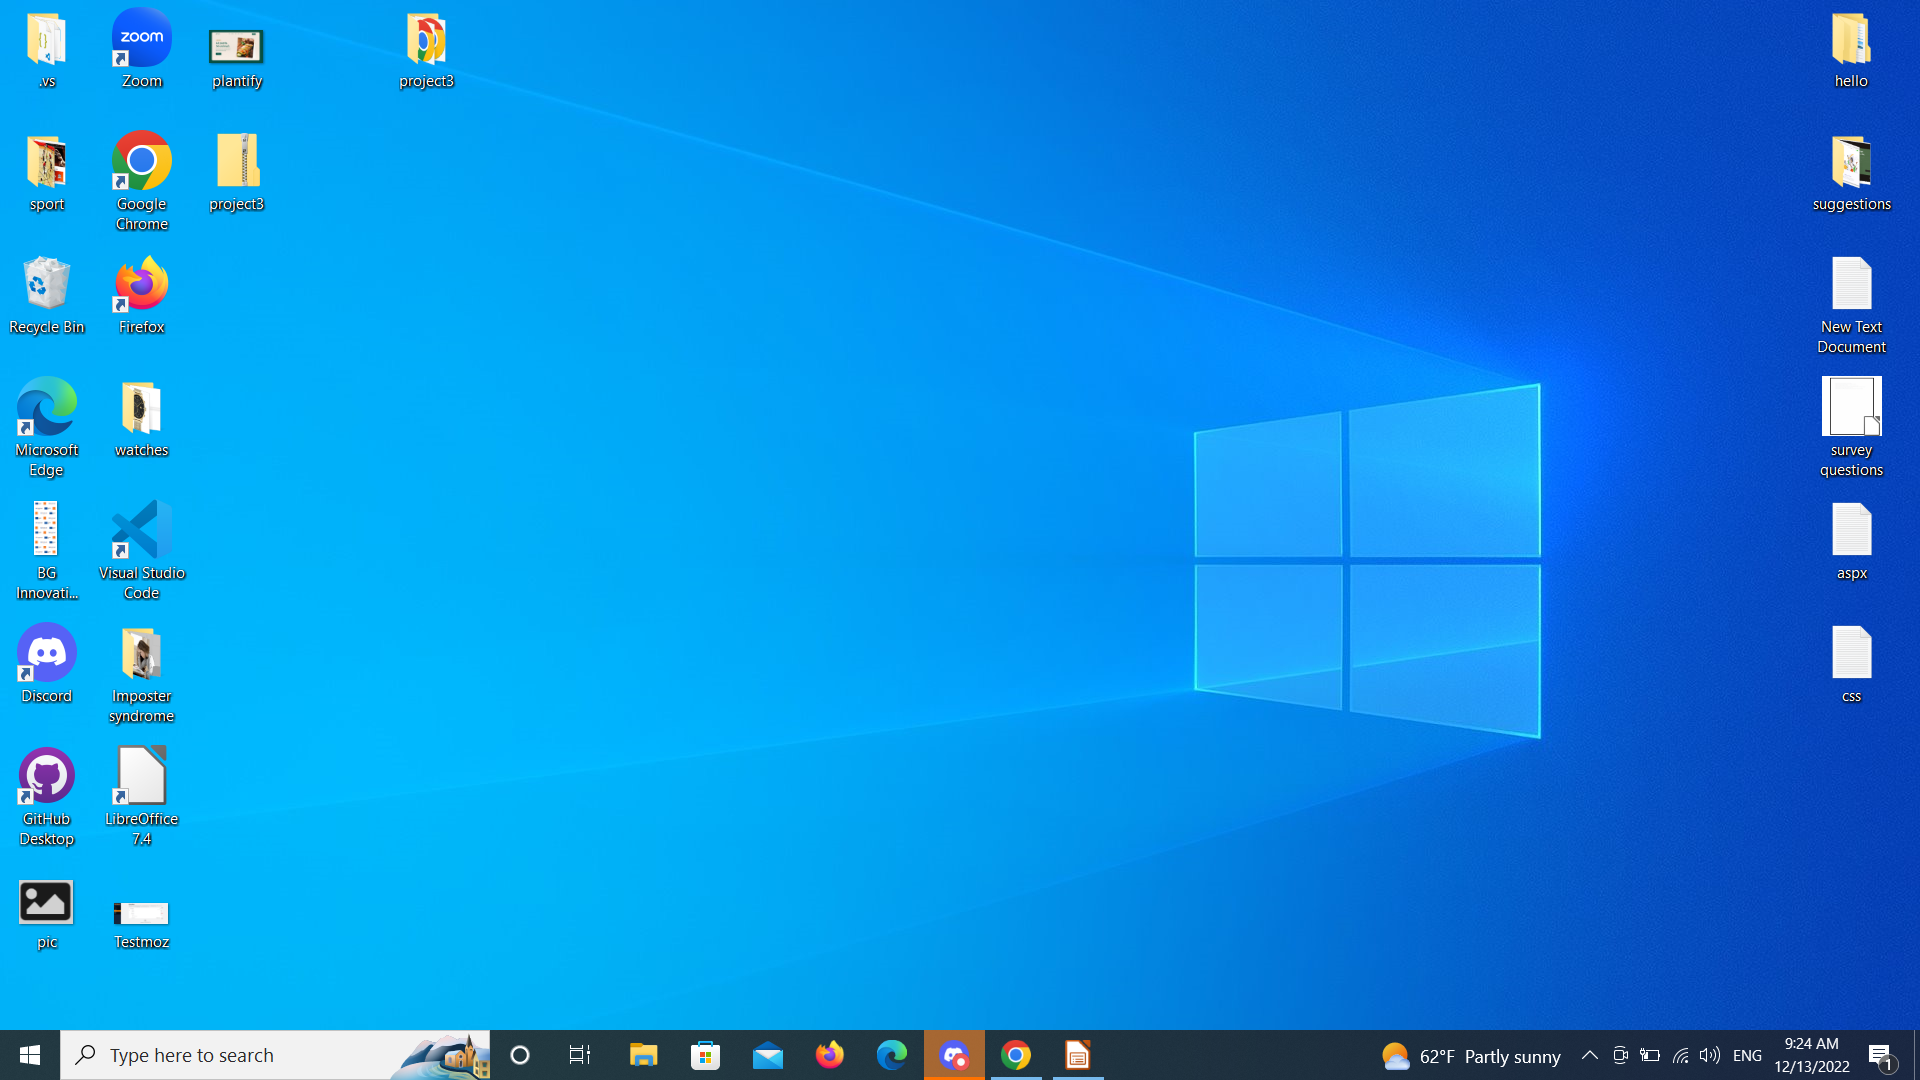 .vs
zoom
Zoom
plantify
project3
hello
sport
Google
Chrome
project3
suggestions
Recycle Bin
Firefox
New Text
Document
Microsoft
Edge
watches
survey
questions
BG
Innovati...
Visual Studio
Code
aspx
Discord
Imposter
syndrome
css
GitHub
Desktop
LibreOffice
7.4
pic
Testmoz
Type here to search
62°F Partly sunny
ENG
9:24 AM
12/13/2022
1